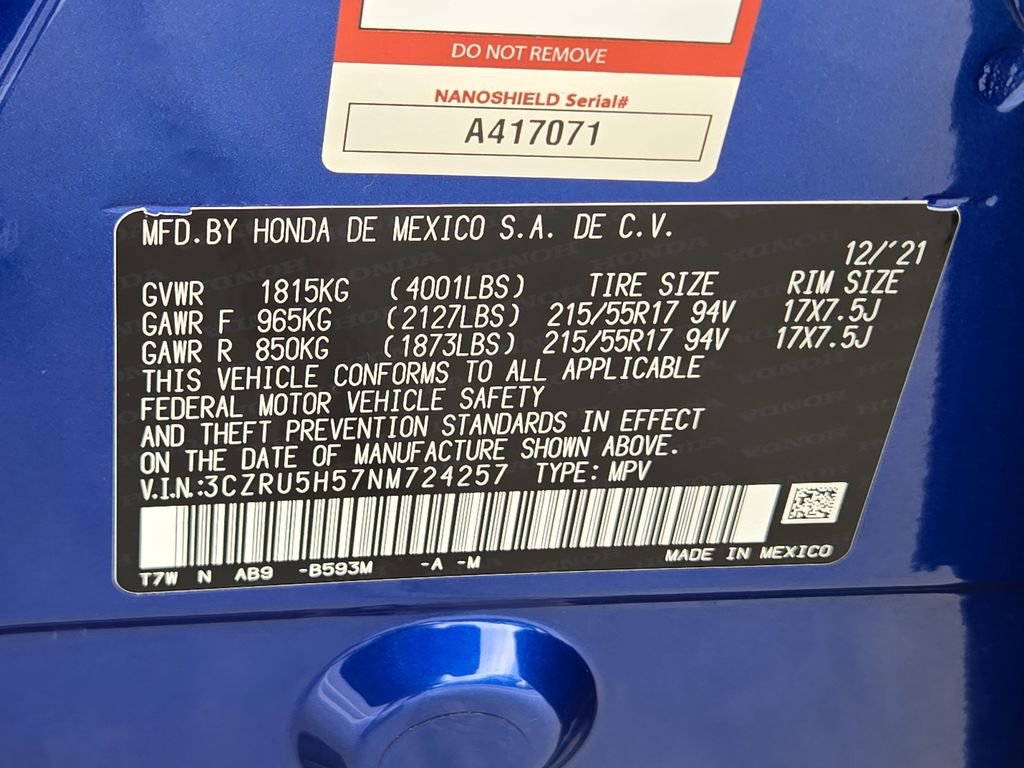 DO NOT REMOVE
NANOSHIELD Serial#
A417071
MFD.BY HONDA DE MEXICO S.A. DE C.V.
12/'21
GVWR 1815KG (4001LBS) TIRE SIZE RIM SIZE
GAWR F 965KG (2127LBS) 215/55R17 94V 17X7.5J
GAWR R 850KG (1873LBS) 215/55R17 94V 17X7.5J
THIS VEHICLE CONFORMS TO ALL APPLICABLE
FEDERAL MOTOR VEHICLE SAFETY
AND THEFT PREVENTION STANDARDS IN EFFECT
ON THE DATE OF MANUFACTURE SHOWN ABOVE.
V.I.N.:3CZRU5H57NM724257 TYPE: MPV
T7W N AB9 -B593M -A -M MADE IN MEXICO